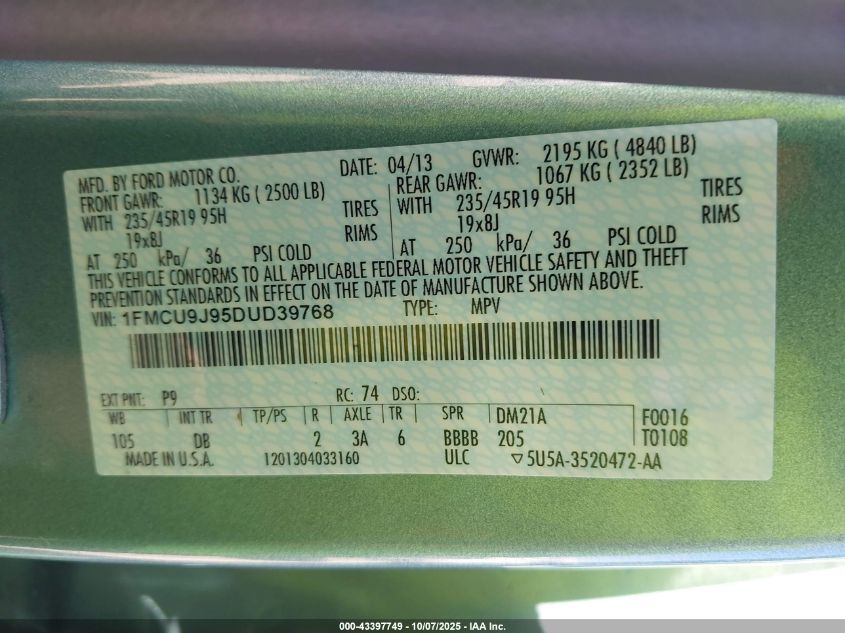 MFD. BY FORD MOTOR CO. DATE: 04/13 GVWR: 2195 KG ( 4840 LB)
FRONT GAWR: 1134 KG ( 2500 LB) REAR GAWR: 1067 KG ( 2352 LB)
WITH 235/45R19 95H TIRES WITH 235/45R19 95H TIRES
19x8J RIMS 19x8J RIMS
AT 250 kPa/ 36 PSI COLD AT 250 kPa/ 36 PSI COLD
THIS VEHICLE CONFORMS TO ALL APPLICABLE FEDERAL MOTOR VEHICLE SAFETY AND THEFT
PREVENTION STANDARDS IN EFFECT ON THE DATE OF MANUFACTURE SHOWN ABOVE.
VIN: 1FMCU9J95DUD39768 TYPE: MPV
EXT PNT: P9 RC: 74 DSO:
WB INT TR TP/PS R AXLE TR SPR DM21A F0016
105 DB 2 3A 6 BBBB 205 T0108
MADE IN U.S.A. 1201304033160 ULC ▽5U5A-3520472-AA
000-43397749 - 10/07/2025 - IAA Inc.